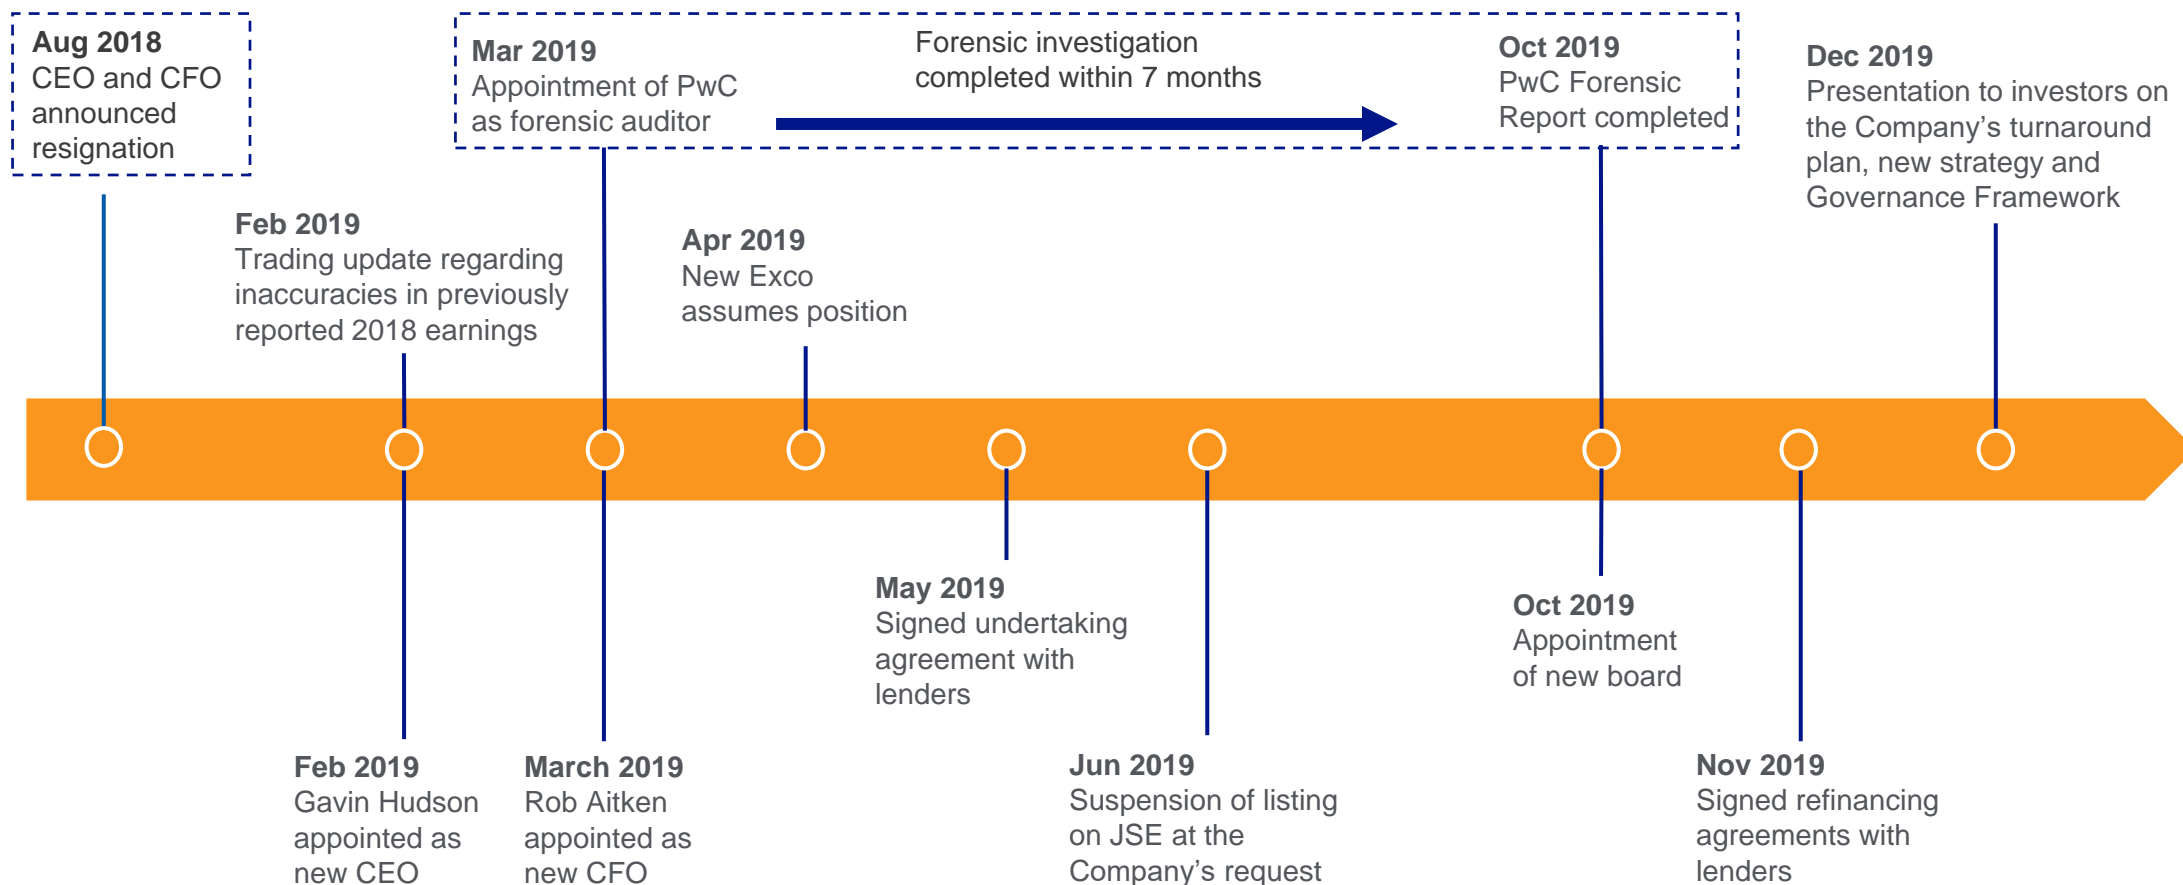 Aug 2018
CEO and CFO
announced
resignation
Mar 2019
Appointment of PwC
as forensic auditor
Forensic investigation
completed within 7 months
Oct 2019
PwC Forensic
Report completed
Dec 2019
Presentation to investors on
the Company’s turnaround
plan, new strategy and
Governance Framework
Feb 2019
Trading update regarding
inaccuracies in previously
reported 2018 earnings
Apr 2019
New Exco
assumes position
May 2019
Signed undertaking
agreement with
lenders
Oct 2019
Appointment
of new board
Feb 2019
Gavin Hudson
appointed as
new CEO
March 2019
Rob Aitken
appointed as
new CFO
Jun 2019
Suspension of listing
on JSE at the
Company’s request
Nov 2019
Signed refinancing
agreements with
lenders